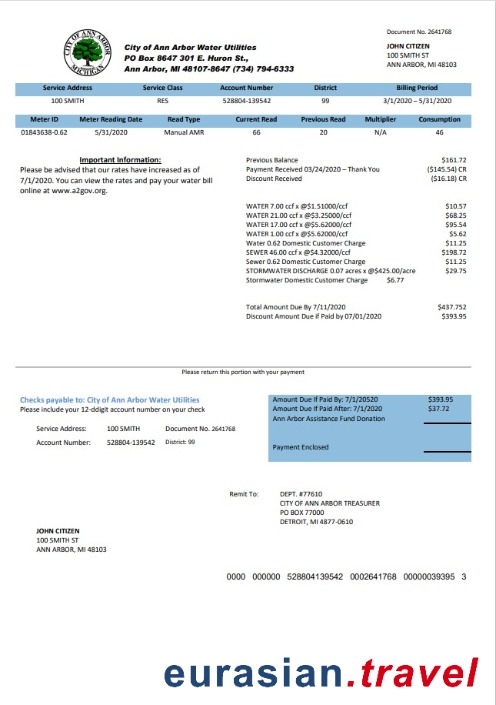 Document No. 2641768
CITY OF ANN ARBOR
MICHIGAN
City of Ann Arbor Water Utilities
PO Box 8647 301 E. Huron St.,
Ann Arbor, MI 48107-8647 (734) 794-6333
JOHN CITIZEN
100 SMITH ST
ANN ARBOR, MI 48103
Service Address Service Class Account Number District Billing Period
100 SMITH RES 528804-139542 99 3/1/2020 – 5/31/2020
Meter ID Meter Reading Date Read Type Current Read Previous Read Multiplier Consumption
01843638-0.62 5/31/2020 Manual AMR 66 20 N/A 46
Important Information:
Please be advised that our rates have increased as of
7/1/2020. You can view the rates and pay your water bill
online at www.a2gov.org.
Previous Balance $161.72
Payment Received 03/24/2020 – Thank You ($145.54) CR
Discount Received ($16.18) CR
WATER 7.00 ccf x @$1.51000/ccf $10.57
WATER 21.00 ccf x @$3.25000/ccf $68.25
WATER 17.00 ccf x @$5.62000/ccf $95.54
WATER 1.00 ccf x @$5.62000/ccf $5.62
Water 0.62 Domestic Customer Charge $11.25
SEWER 46.00 ccf x @$4.32000/ccf $198.72
Sewer 0.62 Domestic Customer Charge $11.25
STORMWATER DISCHARGE 0.07 acres x @$425.00/acre $29.75
Stormwater Domestic Customer Charge $6.77
Total Amount Due By 7/11/2020 $437.752
Discount Amount Due if Paid by 07/01/2020 $393.95
Please return this portion with your payment
Checks payable to: City of Ann Arbor Water Utilities
Please include your 12-ddigit account number on your check
Service Address: 100 SMITH Document No. 2641768
Account Number: 528804-139542 District: 99
Amount Due If Paid By: 7/1/20520 $393.95
Amount Due If Paid After: 7/1/2020 $37.72
Ann Arbor Assistance Fund Donation
Payment Enclosed
Remit To: DEPT. #77610
CITY OF ANN ARBOR TREASURER
PO BOX 77000
DETROIT, MI 4877-0610
JOHN CITIZEN
100 SMITH ST
ANN ARBOR, MI 48103
0000 000000 528804139542 0002641768 00000039395 3
eurasian.travel